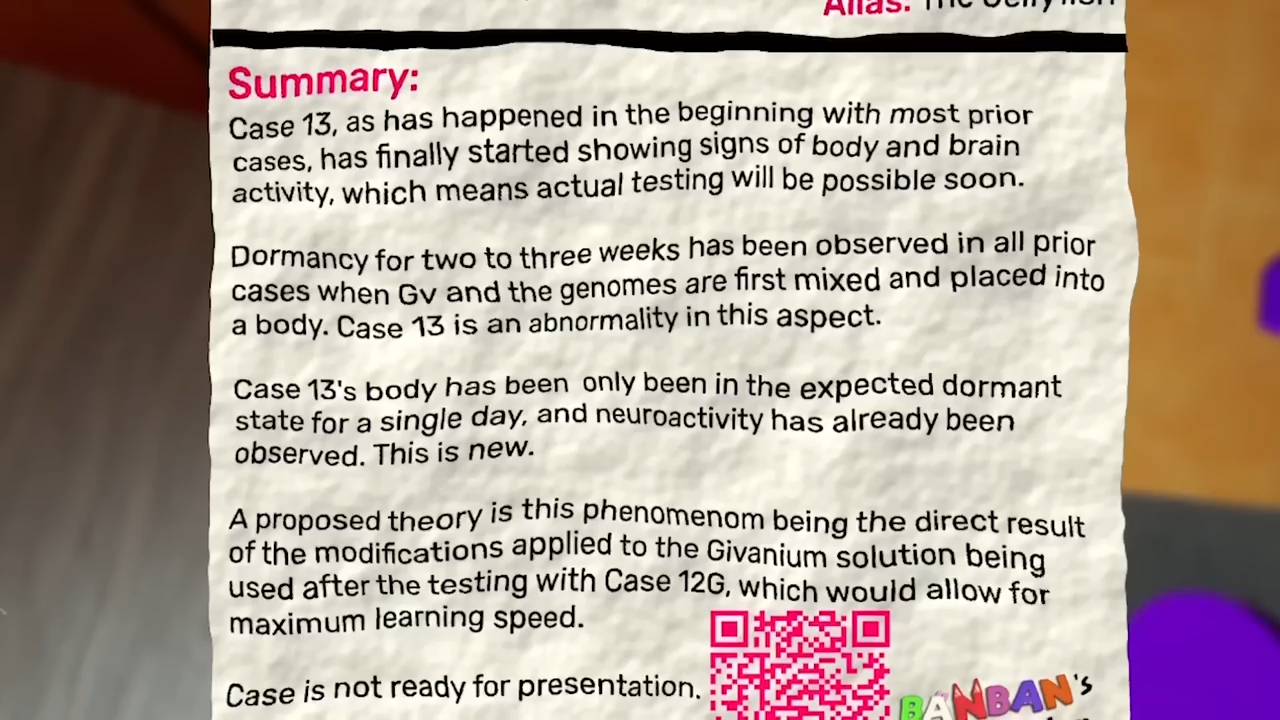 Alias: The Jellyfish
Summary:
Case 13, as has happened in the beginning with most prior
cases, has finally started showing signs of body and brain
activity, which means actual testing will be possible soon.
Dormancy for two to three weeks has been observed in all prior
cases when Gv and the genomes are first mixed and placed into
a body. Case 13 is an abnormality in this aspect.
Case 13's body has been only been in the expected dormant
state for a single day, and neuroactivity has already been
observed. This is new.
A proposed theory is this phenomenom being the direct result
of the modifications applied to the Givanium solution being
used after the testing with Case 12G, which would allow for
maximum learning speed.
Case is not ready for presentation.
BANBAN's